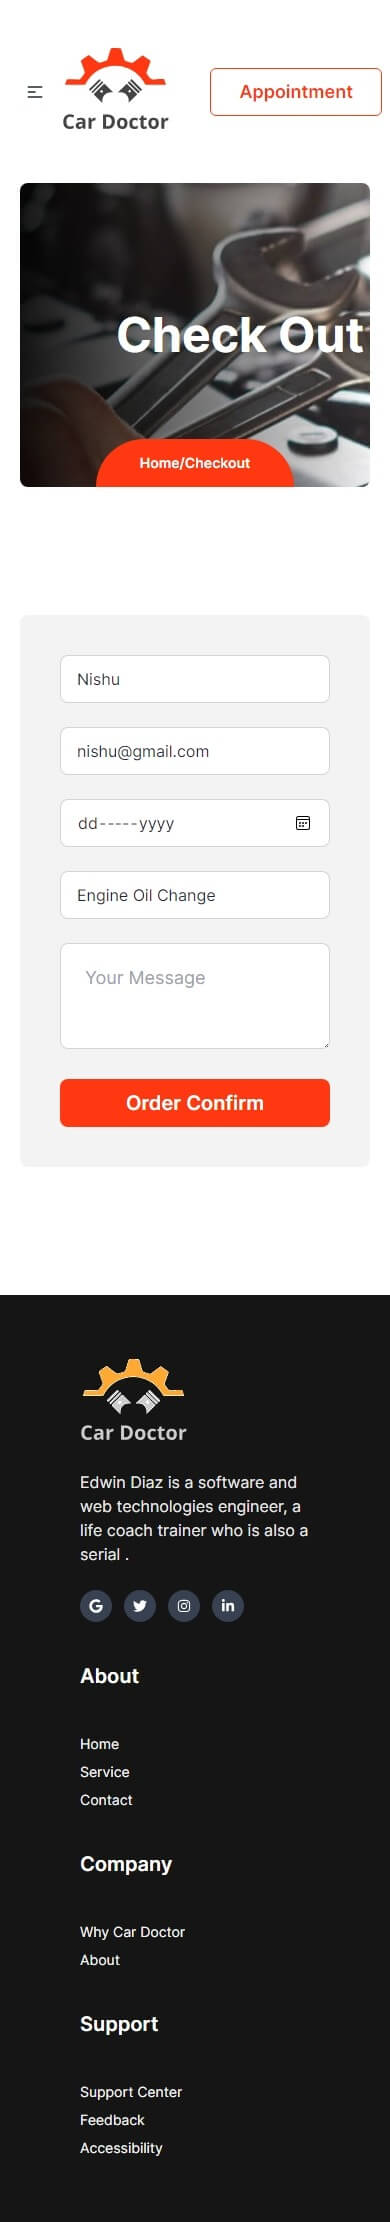 Car Doctor
Appointment
Check Out
Home/Checkout
Nishu
nishu@gmail.com
dd-----yyyy
Engine Oil Change
Your Message
Order Confirm
Car Doctor
Edwin Diaz is a software and
web technologies engineer, a
life coach trainer who is also a
serial .
About
Home
Service
Contact
Company
Why Car Doctor
About
Support
Support Center
Feedback
Accessibility